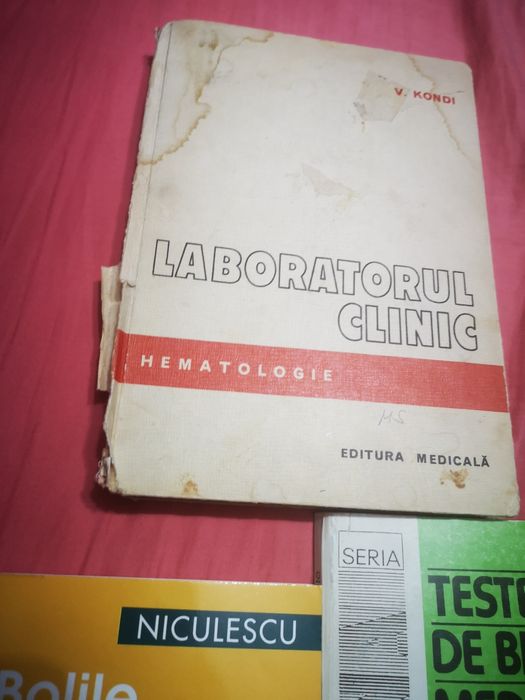 V. KONDI
LABORATORUL
CLINIC
HEMATOLOGIE
MS
EDITURA MEDICALĂ
SERIA
TESTE
DE
NICULESCU
Bolile